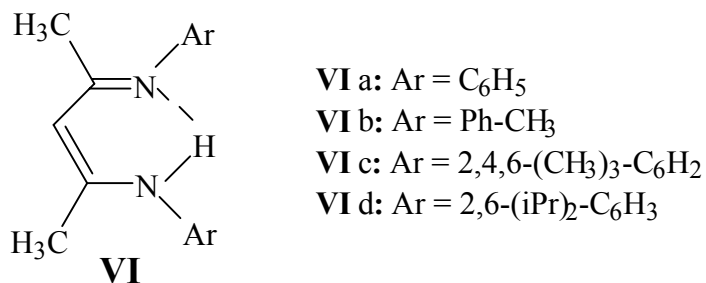 H₃C
Ar
N
H
N
H₃C
Ar
VI
VI a: Ar = C₆H₅
VI b: Ar = Ph-CH₃
VI c: Ar = 2,4,6-(CH₃)₃-C₆H₂
VI d: Ar = 2,6-(iPr)₂-C₆H₃